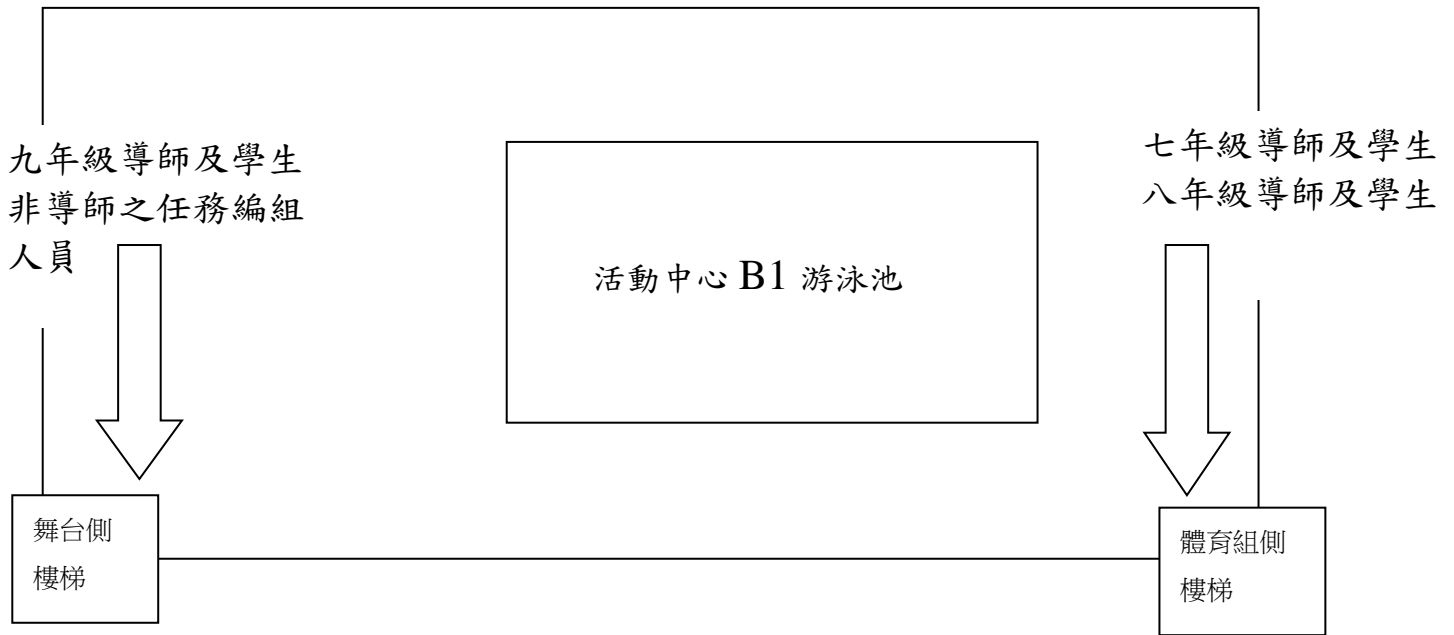 九年級導師及學生
非導師之任務編組
人員
七年級導師及學生
八年級導師及學生
活動中心 B1 游泳池
舞台側
樓梯
體育組側
樓梯